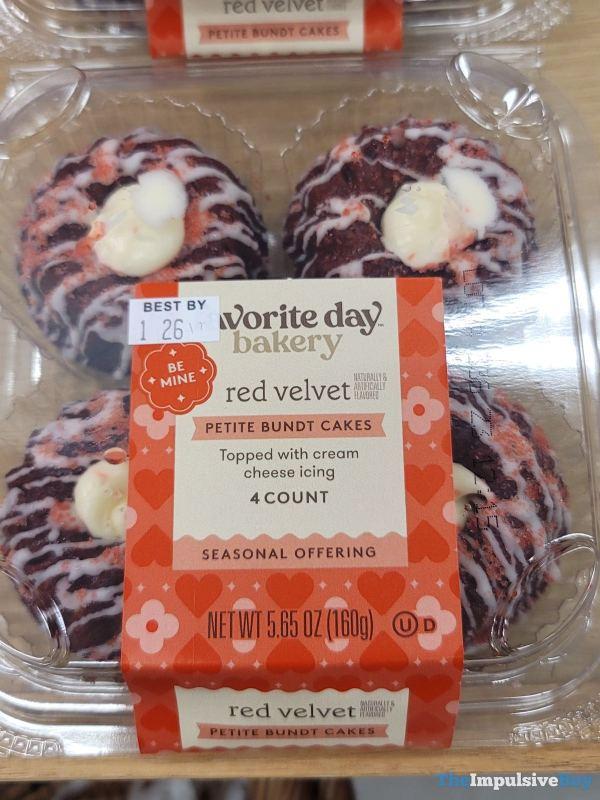 red velvet
PETITE BUNDT CAKES
BEST BY
1 26
vorite day
bakery
BE
MINE
red velvet NATURALLY &
ARTIFICIALLY
FLAVORED
PETITE BUNDT CAKES
Topped with cream
cheese icing
4 COUNT
SEASONAL OFFERING
NET WT 5.65 OZ (160g) U D
red velvet NATURALLY &
ARTIFICIALLY
FLAVORED
PETITE BUNDT CAKES
TheImpulsiveBuy